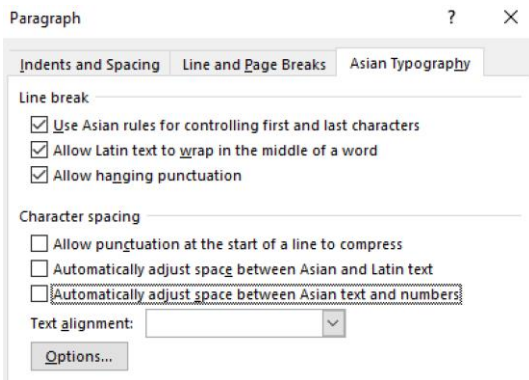 Paragraph ? ×
Indents and Spacing Line and Page Breaks Asian Typography
Line break
Use Asian rules for controlling first and last characters
Allow Latin text to wrap in the middle of a word
Allow hanging punctuation
Character spacing
Allow punctuation at the start of a line to compress
Automatically adjust space between Asian and Latin text
Automatically adjust space between Asian text and numbers
Text alignment:
Options...